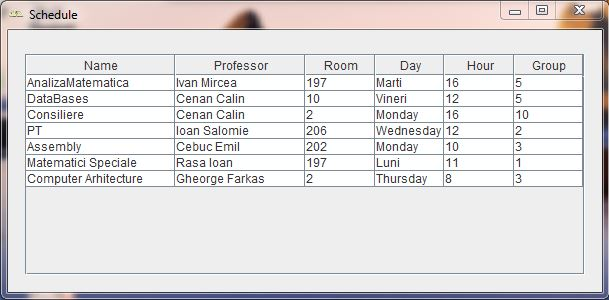 Schedule
Name Professor Room Day Hour Group
AnalizaMatematica Ivan Mircea 197 Marti 16 5
DataBases Cenan Calin 10 Vineri 12 5
Consiliere Cenan Calin 2 Monday 16 10
PT Ioan Salomie 206 Wednesday 12 2
Assembly Cebuc Emil 202 Monday 10 3
Matematici Speciale Rasa Ioan 197 Luni 11 1
Computer Arhitecture Gheorge Farkas 2 Thursday 8 3